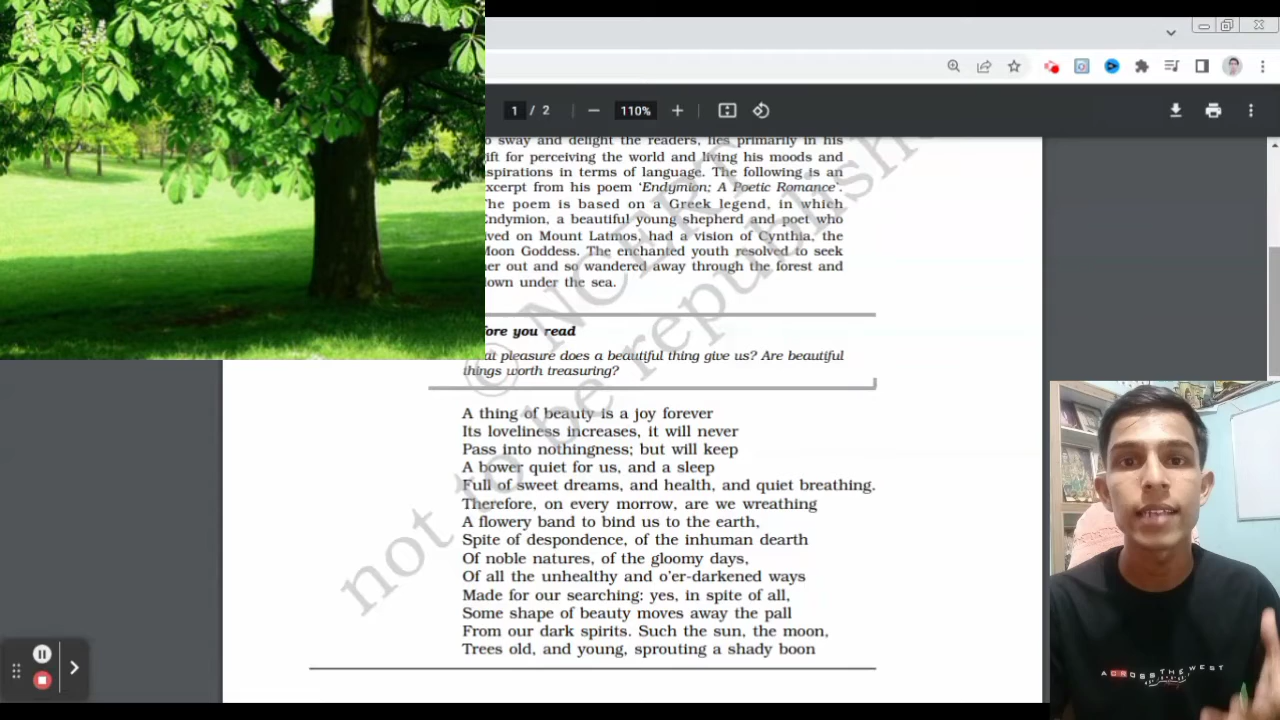 1 / 2
110%
sway and delight the readers, lies primarily in his
ift for perceiving the world and living his moods and
spirations in terms of language. The following is an
xcerpt from his poem ‘Endymion; A Poetic Romance’.
he poem is based on a Greek legend, in which
ndymion, a beautiful young shepherd and poet who
ved on Mount Latmos, had a vision of Cynthia, the
oon Goddess. The enchanted youth resolved to seek
er out and so wandered away through the forest and
own under the sea.
fore you read
at pleasure does a beautiful thing give us? Are beautiful
things worth treasuring?
A thing of beauty is a joy forever
Its loveliness increases, it will never
Pass into nothingness; but will keep
A bower quiet for us, and a sleep
Full of sweet dreams, and health, and quiet breathing.
Therefore, on every morrow, are we wreathing
A flowery band to bind us to the earth,
Spite of despondence, of the inhuman dearth
Of noble natures, of the gloomy days,
Of all the unhealthy and o'er-darkened ways
Made for our searching: yes, in spite of all,
Some shape of beauty moves away the pall
From our dark spirits. Such the sun, the moon,
Trees old, and young, sprouting a shady boon
© NCERT
not to be republish
ACROSS THE WEST